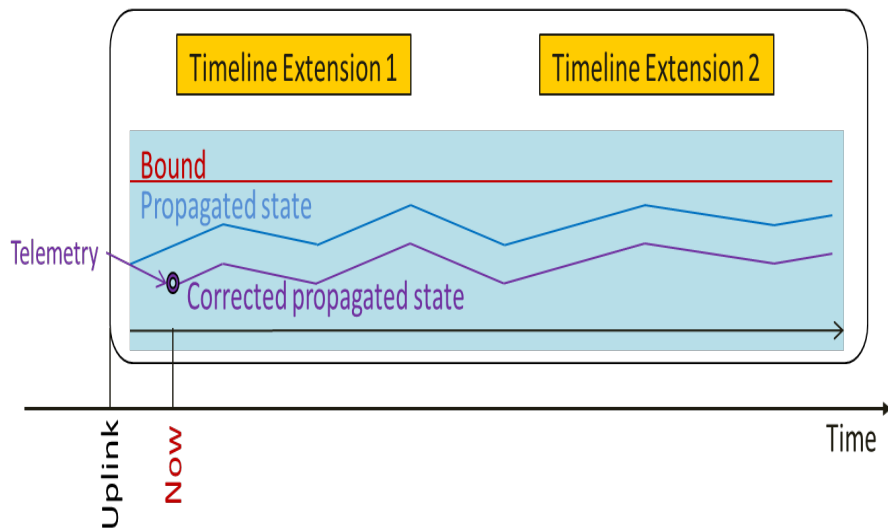 Timeline Extension 1
Timeline Extension 2
Bound
Propagated state
Telemetry
Corrected propagated state
Time
Uplink
Now